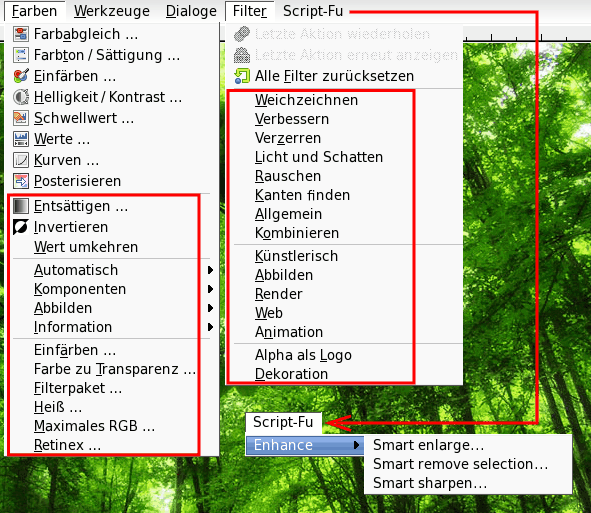 Farben Werkzeuge Dialoge Filter Script-Fu
Farbabgleich ...
Farbton / Sättigung ...
Einfärben ...
Helligkeit / Kontrast ...
Schwellwert ...
Werte ...
Kurven ...
Posterisieren
Entsättigen ...
Invertieren
Wert umkehren
Automatisch
Komponenten
Abbilden
Information
Einfärben ...
Farbe zu Transparenz ...
Filterpaket ...
Heiß ...
Maximales RGB ...
Retinex ...
Letzte Aktion wiederholen
Letzte Aktion erneut anzeigen
Alle Filter zurücksetzen
Weichzeichnen
Verbessern
Verzerren
Licht und Schatten
Rauschen
Kanten finden
Allgemein
Kombinieren
Künstlerisch
Abbilden
Render
Web
Animation
Alpha als Logo
Dekoration
Script-Fu
Enhance
Smart enlarge...
Smart remove selection...
Smart sharpen...